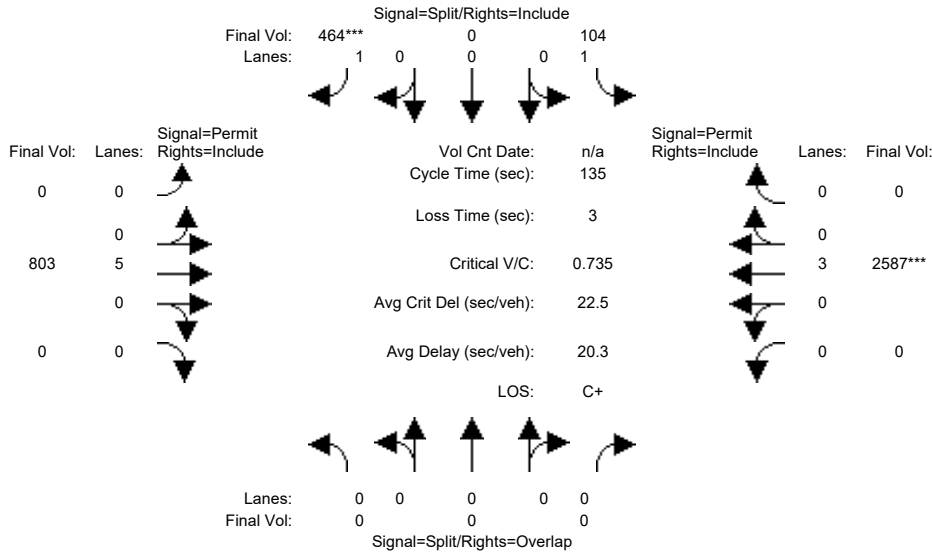 Signal=Split/Rights=Include
Final Vol: 464*** 0 104
Lanes: 1 0 0 0 1
Signal=Permit
Final Vol: Lanes: Rights=Include
Vol Cnt Date: n/a
Signal=Permit
Rights=Include Lanes: Final Vol:
Cycle Time (sec): 135
0 0
0 0
Loss Time (sec): 3
0
0
803 5
Critical V/C: 0.735
3 2587***
0
Avg Crit Del (sec/veh): 22.5
0
0 0
Avg Delay (sec/veh): 20.3
0 0
LOS: C+
Lanes: 0 0 0 0 0
Final Vol: 0 0 0
Signal=Split/Rights=Overlap